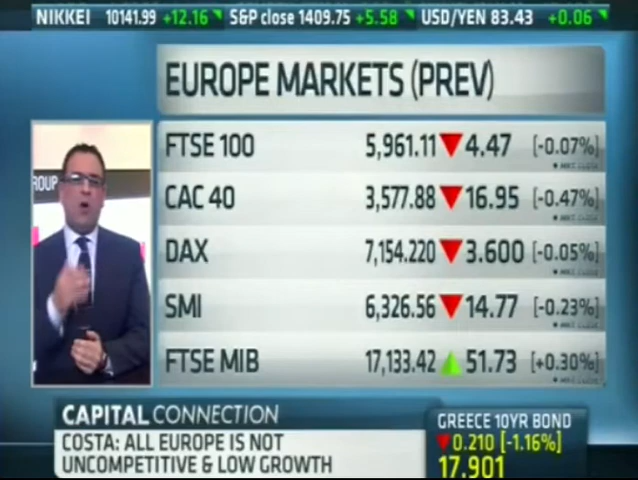 NIKKEI 10141.99 +12.16 S&P close 1409.75 +5.58 USD/YEN 83.43 +0.06
EUROPE MARKETS (PREV)
FTSE 100 5,961.11 4.47 [-0.07%]
CAC 40 3,577.88 16.95 [-0.47%]
DAX 7,154.220 3.600 [-0.05%]
SMI 6,326.56 14.77 [-0.23%]
FTSE MIB 17,133.42 51.73 [+0.30%]
ROUP
CAPITAL CONNECTION
COSTA: ALL EUROPE IS NOT
UNCOMPETITIVE & LOW GROWTH
GREECE 10YR BOND
0.210 [-1.16%]
17.901